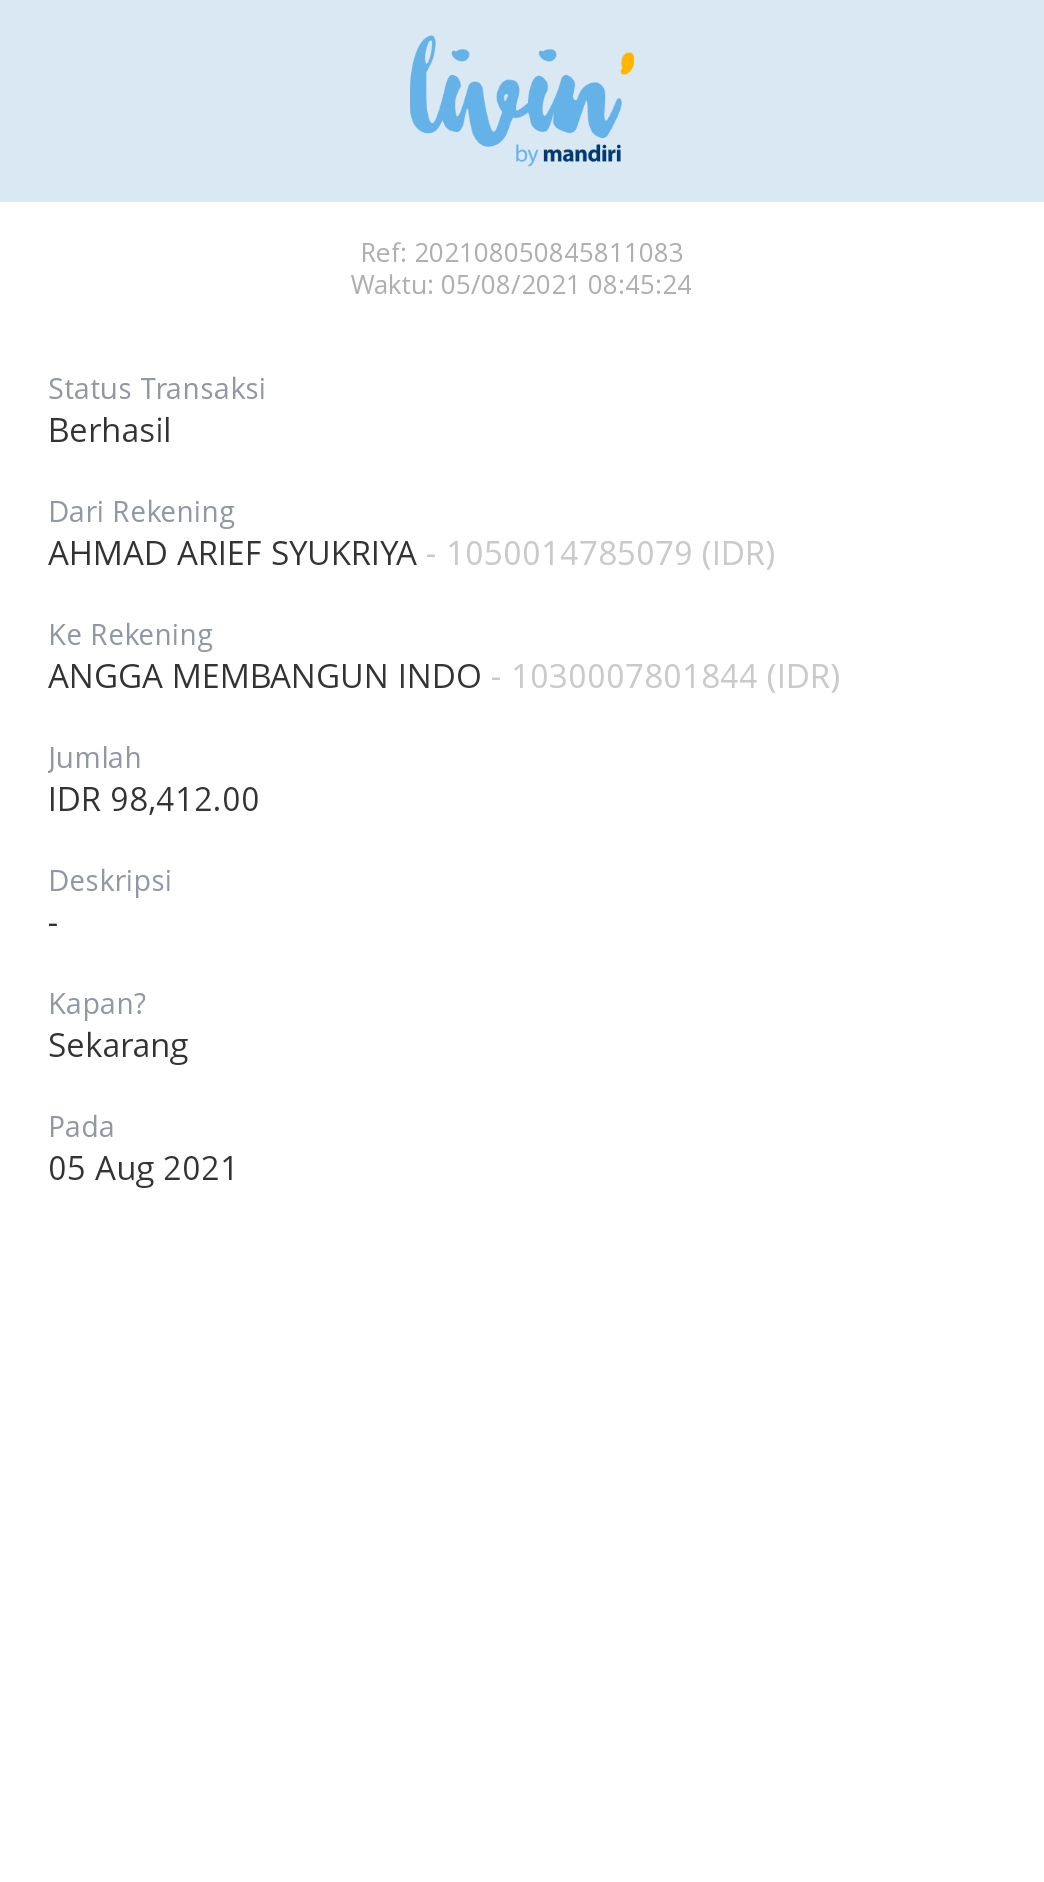 livin'
by mandiri
Ref: 202108050845811083
Waktu: 05/08/2021 08:45:24
Status Transaksi
Berhasil
Dari Rekening
AHMAD ARIEF SYUKRIYA - 1050014785079 (IDR)
Ke Rekening
ANGGA MEMBANGUN INDO - 1030007801844 (IDR)
Jumlah
IDR 98,412.00
Deskripsi
-
Kapan?
Sekarang
Pada
05 Aug 2021